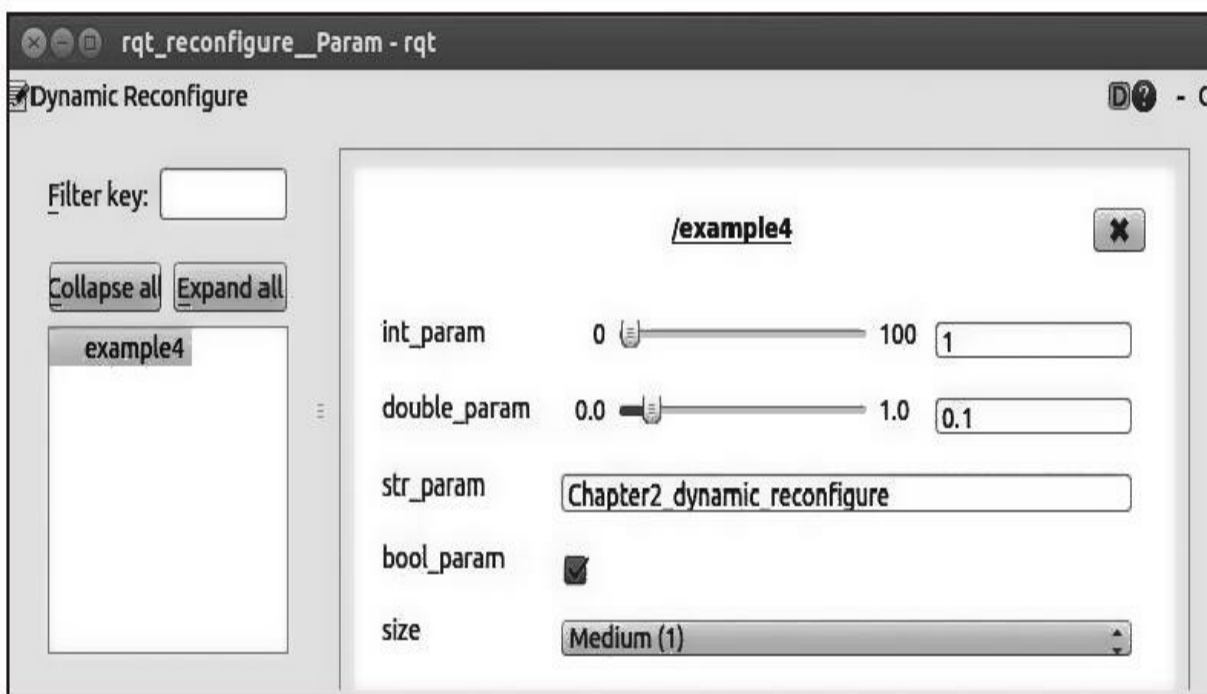 rqt_reconfigure__Param - rqt
Dynamic Reconfigure
D? - C
Filter key:
Collapse all Expand all
example4
/example4
int_param 0 100 1
double_param 0.0 1.0 0.1
str_param Chapter2_dynamic_reconfigure
bool_param
size Medium (1)